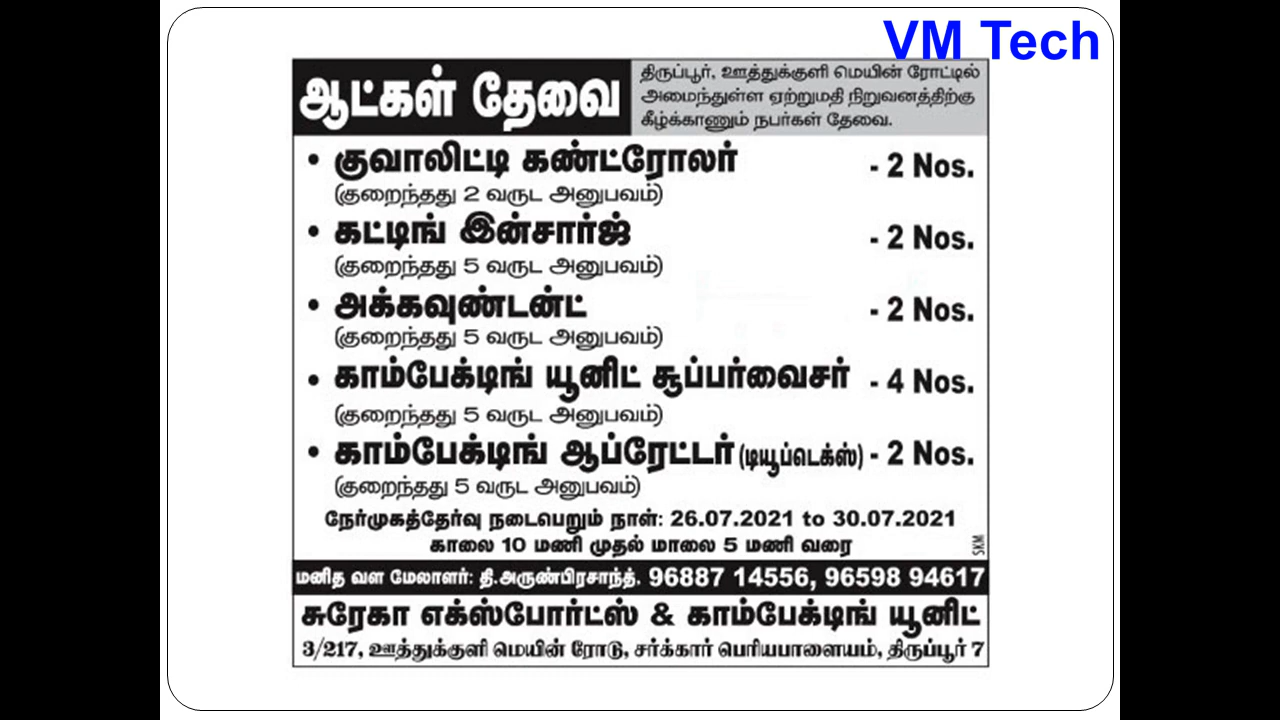 VM Tech
ஆட்கள் தேவை
திருப்பூர், ஊத்துக்குளி மெயின் ரோட்டில்
அமைந்துள்ள ஏற்றுமதி நிறுவனத்திற்கு
கீழ்க்காணும் நபர்கள் தேவை.
• குவாலிட்டி கண்ட்ரோலர் - 2 Nos.
(குறைந்தது 2 வருட அனுபவம்)
• கட்டிங் இன்சார்ஜ் - 2 Nos.
(குறைந்தது 5 வருட அனுபவம்)
• அக்கவுண்டன்ட் - 2 Nos.
(குறைந்தது 5 வருட அனுபவம்)
• காம்பேக்டிங் யூனிட் சூப்பர்வைசர் - 4 Nos.
(குறைந்தது 5 வருட அனுபவம்)
• காம்பேக்டிங் ஆப்ரேட்டர் (டியூப்டெக்ஸ்) - 2 Nos.
(குறைந்தது 5 வருட அனுபவம்)
நேர்முகத்தேர்வு நடைபெறும் நாள்: 26.07.2021 to 30.07.2021
காலை 10 மணி முதல் மாலை 5 மணி வரை
SKM
மனித வள மேலாளர்: தி.அருண்பிரசாந்த். 96887 14556, 96598 94617
சுரேகா எக்ஸ்போர்ட்ஸ் & காம்பேக்டிங் யூனிட்
3/217, ஊத்துக்குளி மெயின் ரோடு, சர்க்கார் பெரியபாளையம், திருப்பூர் 7